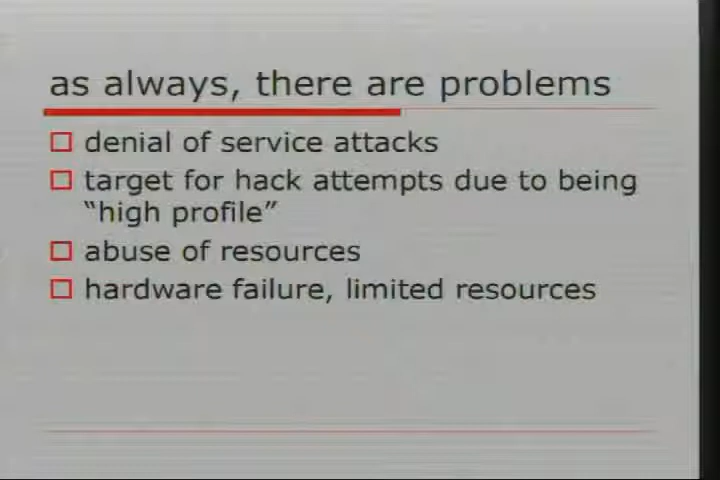 as always, there are problems
denial of service attacks
target for hack attempts due to being
“high profile”
abuse of resources
hardware failure, limited resources